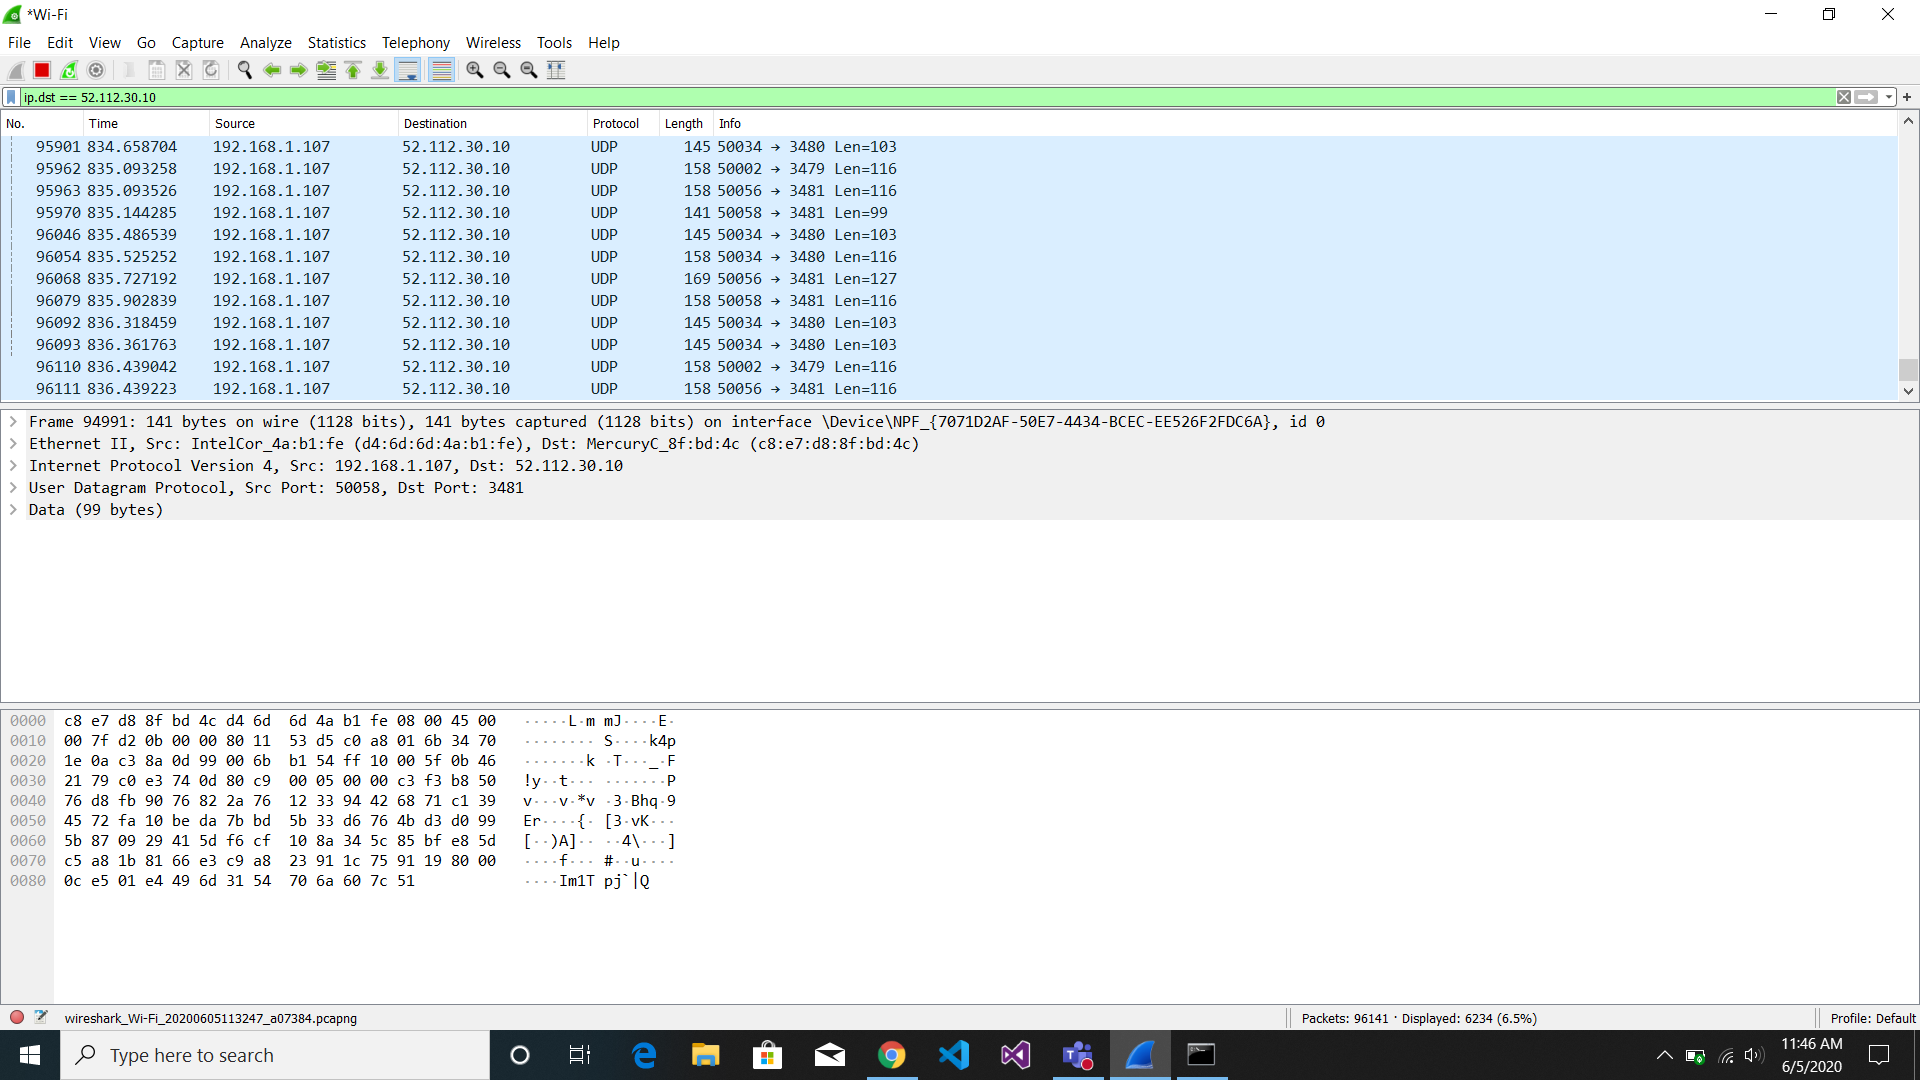 *Wi-Fi
File Edit View Go Capture Analyze Statistics Telephony Wireless Tools Help
ip.dst == 52.112.30.10
No. Time Source Destination Protocol Length Info
95901 834.658704 192.168.1.107 52.112.30.10 UDP 145 50034 → 3480 Len=103
95962 835.093258 192.168.1.107 52.112.30.10 UDP 158 50002 → 3479 Len=116
95963 835.093526 192.168.1.107 52.112.30.10 UDP 158 50056 → 3481 Len=116
95970 835.144285 192.168.1.107 52.112.30.10 UDP 141 50058 → 3481 Len=99
96046 835.486539 192.168.1.107 52.112.30.10 UDP 145 50034 → 3480 Len=103
96054 835.525252 192.168.1.107 52.112.30.10 UDP 158 50034 → 3480 Len=116
96068 835.727192 192.168.1.107 52.112.30.10 UDP 169 50056 → 3481 Len=127
96079 835.902839 192.168.1.107 52.112.30.10 UDP 158 50058 → 3481 Len=116
96092 836.318459 192.168.1.107 52.112.30.10 UDP 145 50034 → 3480 Len=103
96093 836.361763 192.168.1.107 52.112.30.10 UDP 145 50034 → 3480 Len=103
96110 836.439042 192.168.1.107 52.112.30.10 UDP 158 50002 → 3479 Len=116
96111 836.439223 192.168.1.107 52.112.30.10 UDP 158 50056 → 3481 Len=116
Frame 94991: 141 bytes on wire (1128 bits), 141 bytes captured (1128 bits) on interface \Device\NPF_{7071D2AF-50E7-4434-BCEC-EE526F2FDC6A}, id 0
Ethernet II, Src: IntelCor_4a:b1:fe (d4:6d:6d:4a:b1:fe), Dst: MercuryC_8f:bd:4c (c8:e7:d8:8f:bd:4c)
Internet Protocol Version 4, Src: 192.168.1.107, Dst: 52.112.30.10
User Datagram Protocol, Src Port: 50058, Dst Port: 3481
Data (99 bytes)
0000 c8 e7 d8 8f bd 4c d4 6d 6d 4a b1 fe 08 00 45 00 ·····L·m mJ····E·
0010 00 7f d2 0b 00 00 80 11 53 d5 c0 a8 01 6b 34 70 ········ S····k4p
0020 1e 0a c3 8a 0d 99 00 6b b1 54 ff 10 00 5f 0b 46 ·······k ·T···_·F
0030 21 79 c0 e3 74 0d 80 c9 00 05 00 00 c3 f3 b8 50 !y··t··· ·······P
0040 76 d8 fb 90 76 82 2a 76 12 33 94 42 68 71 c1 39 v···v·*v ·3·Bhq·9
0050 45 72 fa 10 be da 7b bd 5b 33 d6 76 4b d3 d0 99 Er····{· [3·vK···
0060 5b 87 09 29 41 5d f6 cf 10 8a 34 5c 85 bf e8 5d [··)A]·· ··4\···]
0070 c5 a8 1b 81 66 e3 c9 a8 23 91 1c 75 91 19 80 00 ····f··· #··u····
0080 0c e5 01 e4 49 6d 31 54 70 6a 60 7c 51 ····Im1T pj`|Q
wireshark_Wi-Fi_20200605113247_a07384.pcapng
Packets: 96141 · Displayed: 6234 (6.5%)
Profile: Default
Type here to search
11:46 AM
6/5/2020